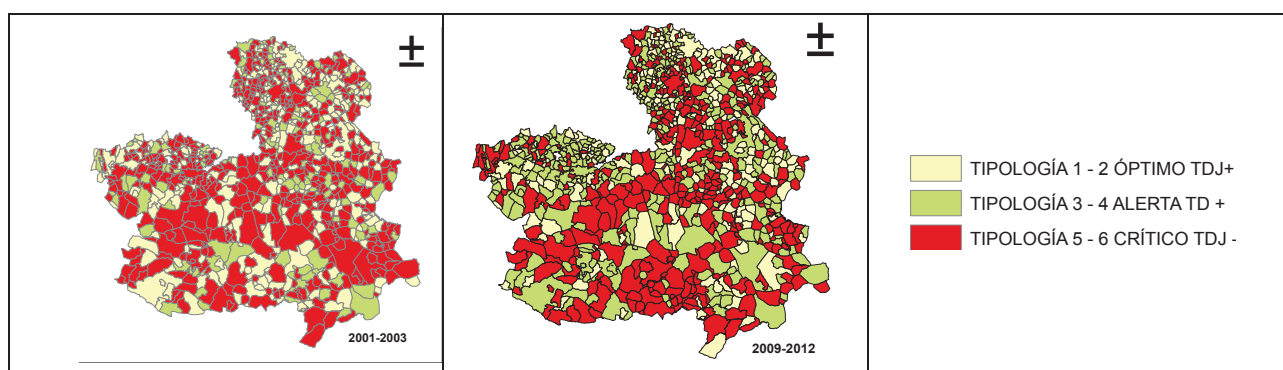 ±
2001-2003
±
2009-2012
TIPOLOGÍA 1 - 2 ÓPTIMO TDJ+
TIPOLOGÍA 3 - 4 ALERTA TD +
TIPOLOGÍA 5 - 6 CRÍTICO TDJ -